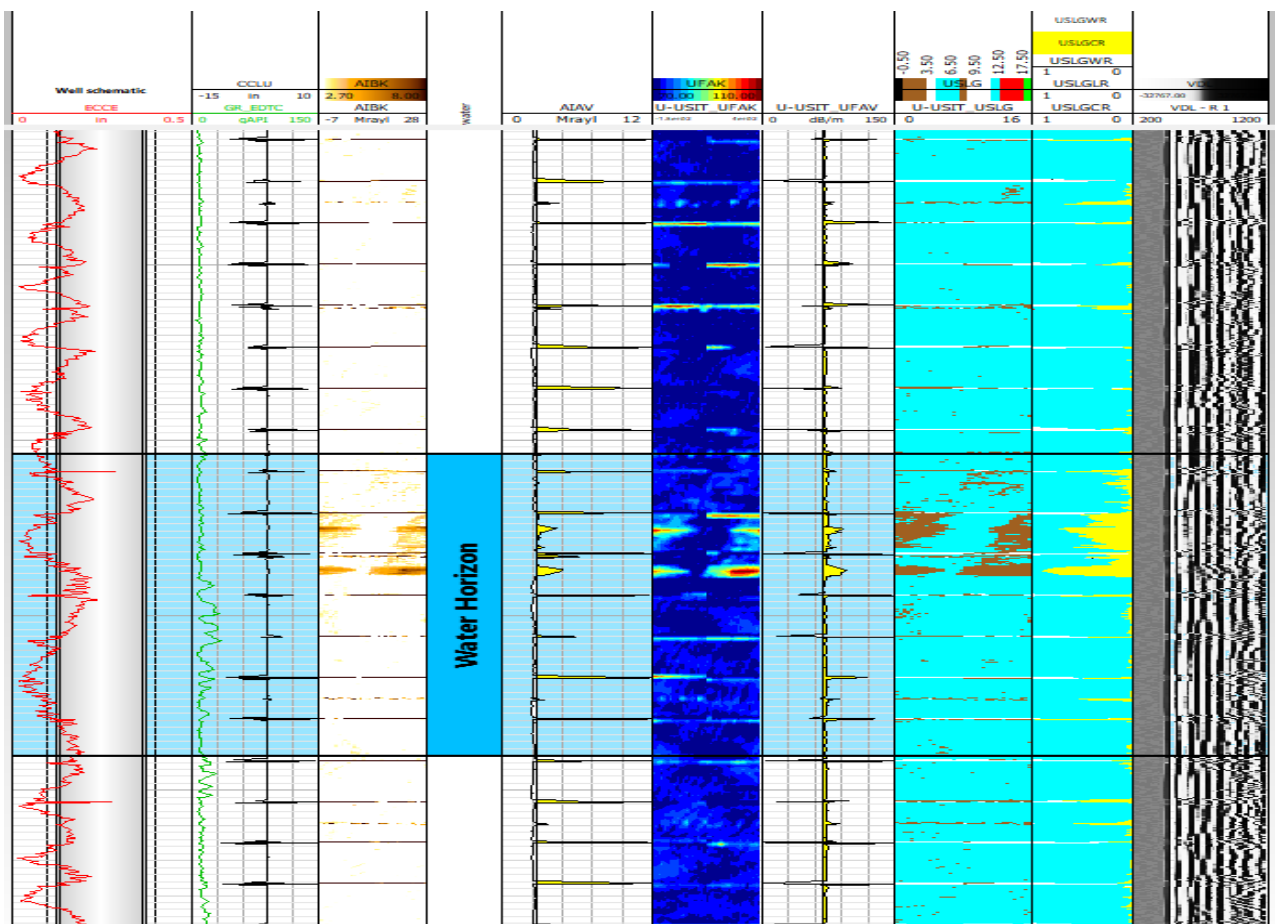 USLGWR
USLGCR
USLGWR
1 0
USLGLR
1 0
USLGCR
1 0
-0.50 3.50 6.50 9.50 12.50 17.50
USLG
U-USIT_USLG
0 16
Well schematic
ECCE
0 in 0.5
CCLU
-15 in 10
GR_EDTC
0 gAPI 150
AIBK
2.70
AIBK
-7 Mrayl 28
water
AIAV
0 Mrayl 12
UFAK
110.00
U-USIT_UFAK
U-USIT_UFAV
0 dB/m 150
-32767.00
VDL - R 1
200 1200
Water Horizon